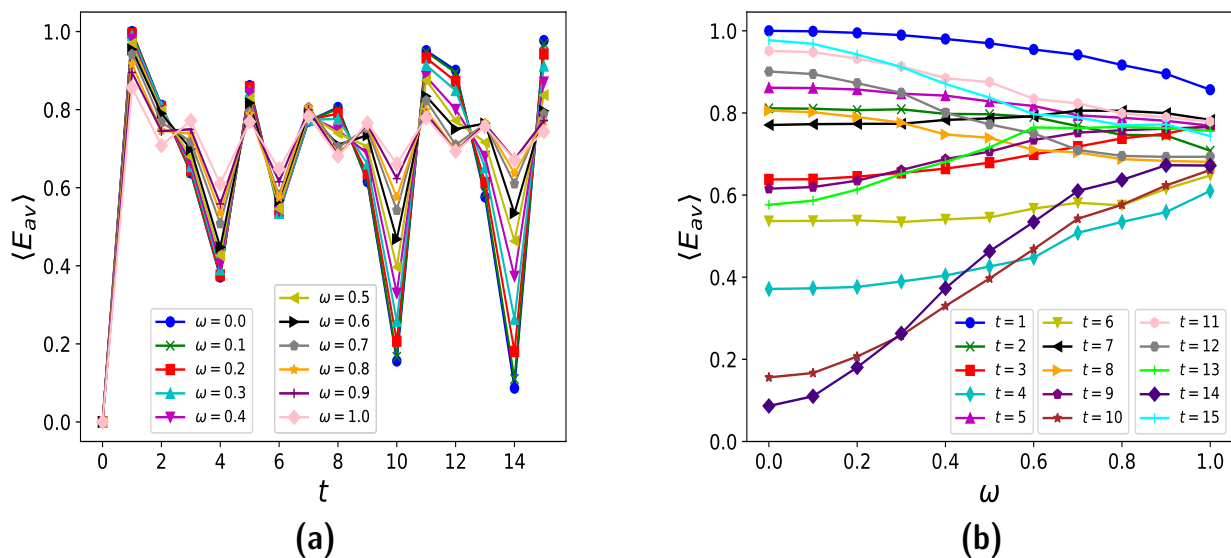 1.0
0.8
0.6
0.4
0.2
0.0
⟨E_av⟩
0 2 4 6 8 10 12 14
t
ω = 0.0
ω = 0.1
ω = 0.2
ω = 0.3
ω = 0.4
ω = 0.5
ω = 0.6
ω = 0.7
ω = 0.8
ω = 0.9
ω = 1.0
(a)
1.0
0.8
0.6
0.4
0.2
0.0
⟨E_av⟩
0.0 0.2 0.4 0.6 0.8 1.0
ω
t = 1
t = 2
t = 3
t = 4
t = 5
t = 6
t = 7
t = 8
t = 9
t = 10
t = 11
t = 12
t = 13
t = 14
t = 15
(b)